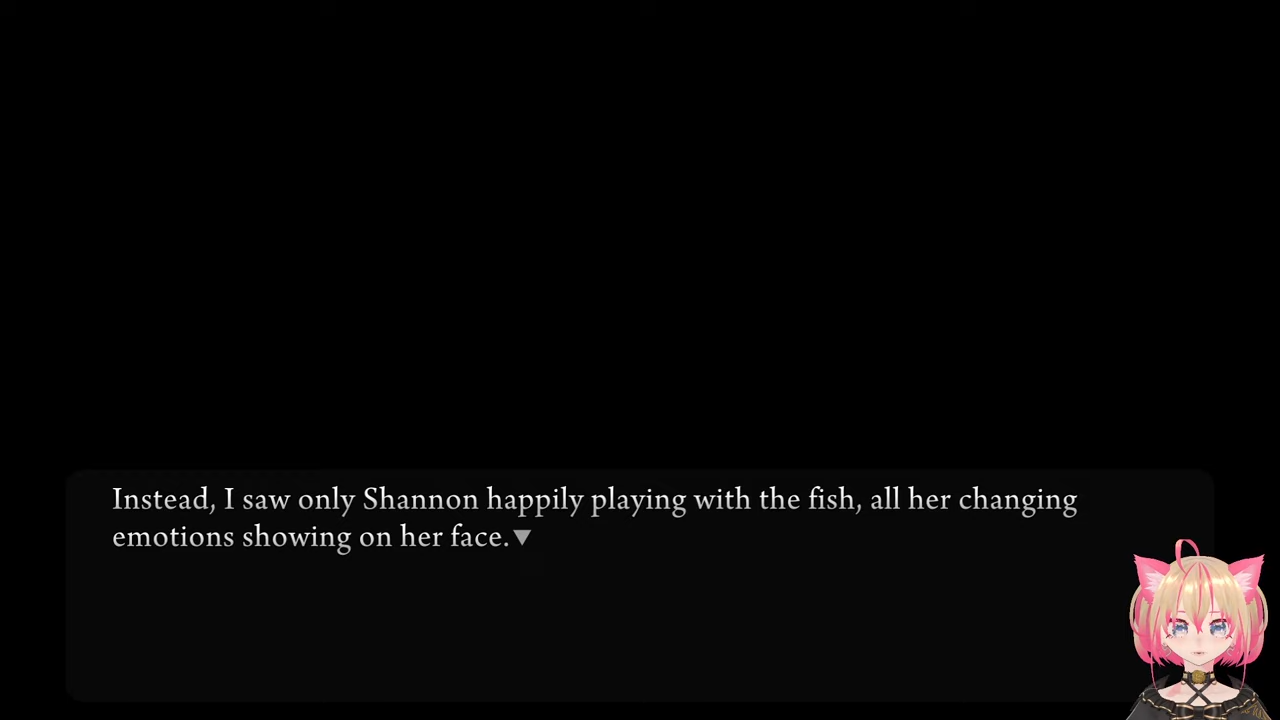 Instead, I saw only Shannon happily playing with the fish, all her changing
emotions showing on her face.